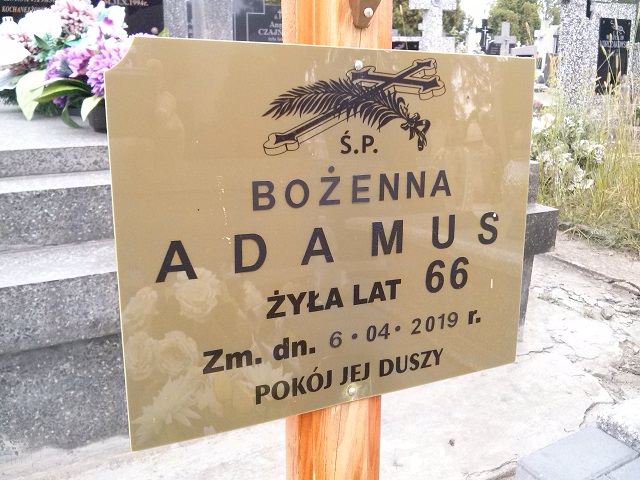 Ś.P.
BOŻENNA
ADAMUS
ŻYŁA LAT 66
Zm. dn. 6·04·2019 r.
POKÓJ JEJ DUSZY